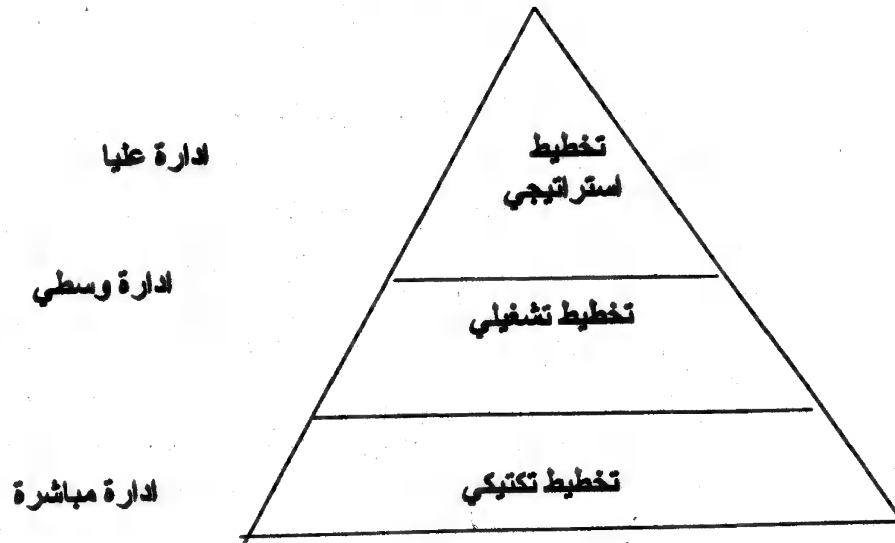 ادارة عليا
تخطيط
استراتيجي
ادارة وسطي
تخطيط تشغيلي
ادارة مباشرة
تخطيط تكتيكي